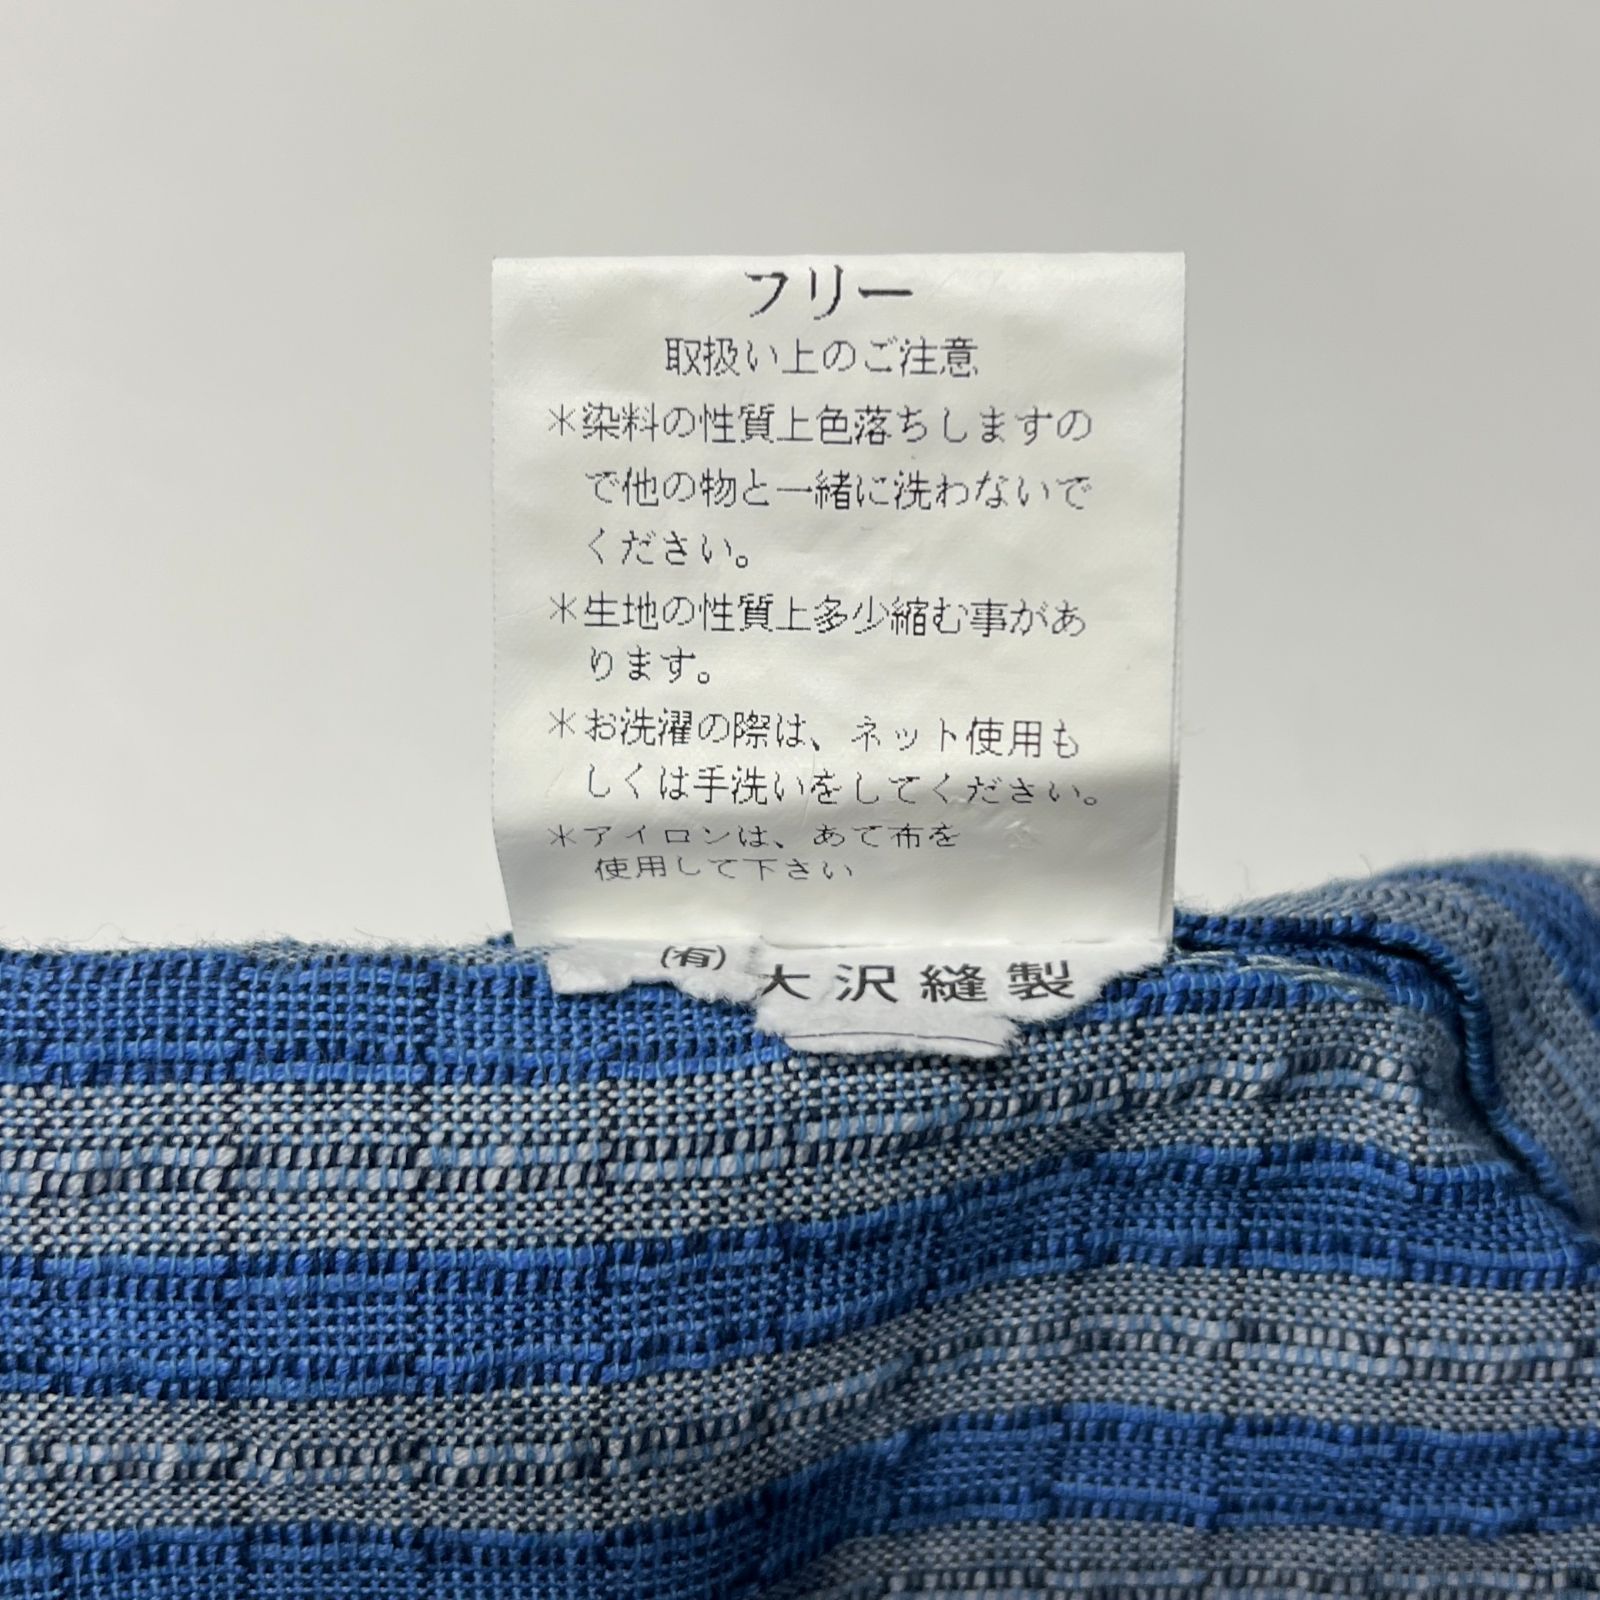 フリー
取扱い上のご注意
＊染料の性質上色落ちしますの
で他の物と一緒に洗わないで
ください。
＊生地の性質上多少縮む事があ
ります。
＊お洗濯の際は、ネット使用も
しくは手洗いをしてください。
＊アイロンは、あて布を
使用して下さい
(有)大沢縫製